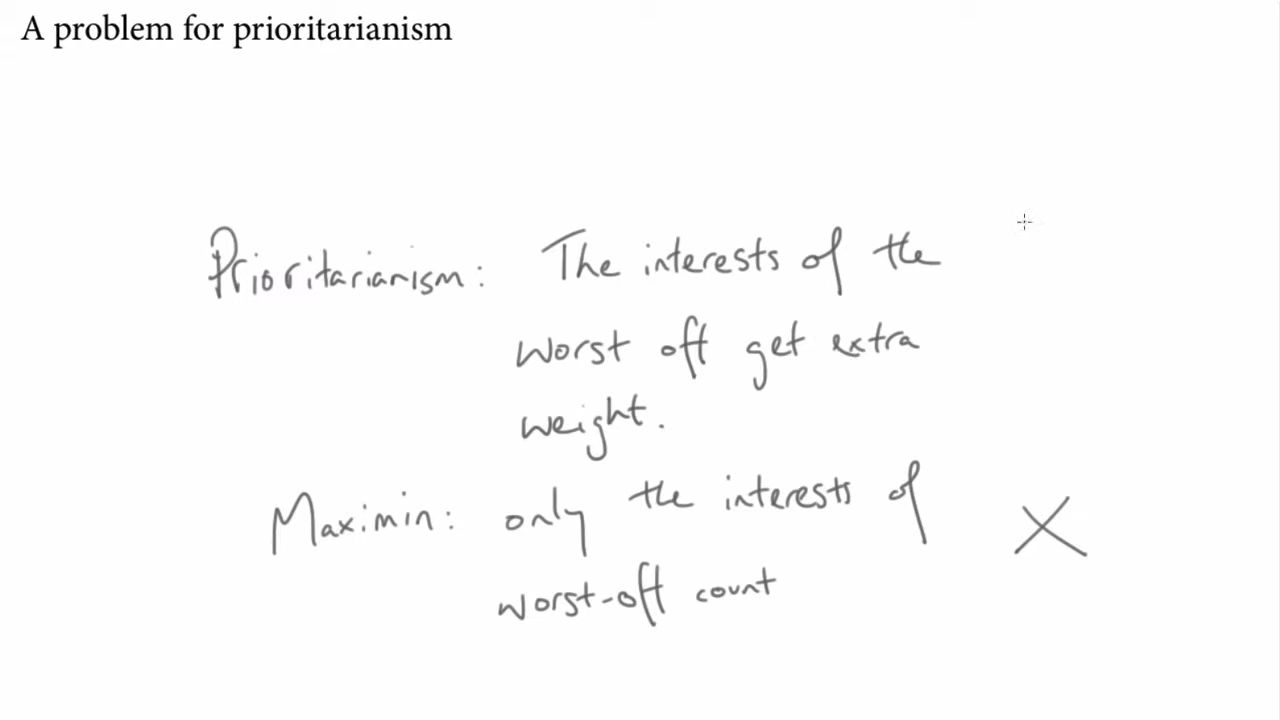 A problem for prioritarianism
Prioritarianism: The interests of the
worst off get extra
weight.
Maximin: only the interests of
worst-off count